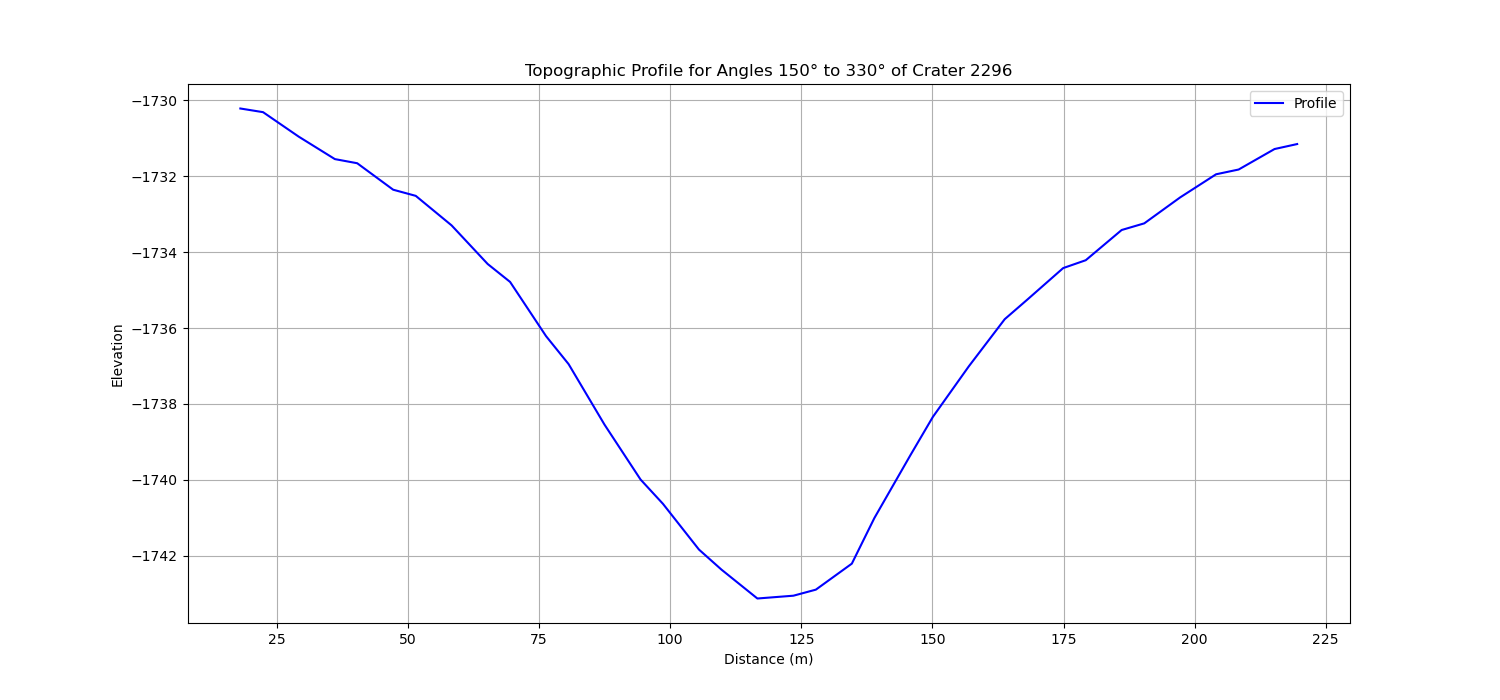 Topographic Profile for Angles 150° to 330° of Crater 2296
Profile
−1730
−1732
−1734
−1736
−1738
−1740
−1742
Elevation
25 50 75 100 125 150 175 200 225
Distance (m)